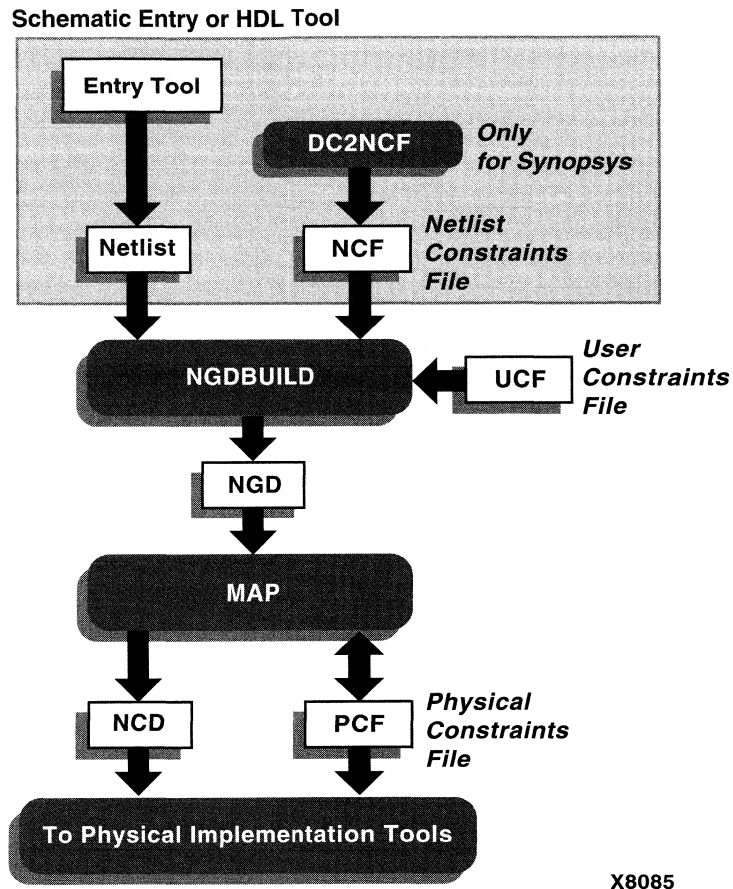 Schematic Entry or HDL Tool
Entry Tool
DC2NCF
Only
for Synopsys
Netlist
NCF
Netlist
Constraints
File
NGDBUILD
UCF
User
Constraints
File
NGD
MAP
NCD
PCF
Physical
Constraints
File
To Physical Implementation Tools
X8085